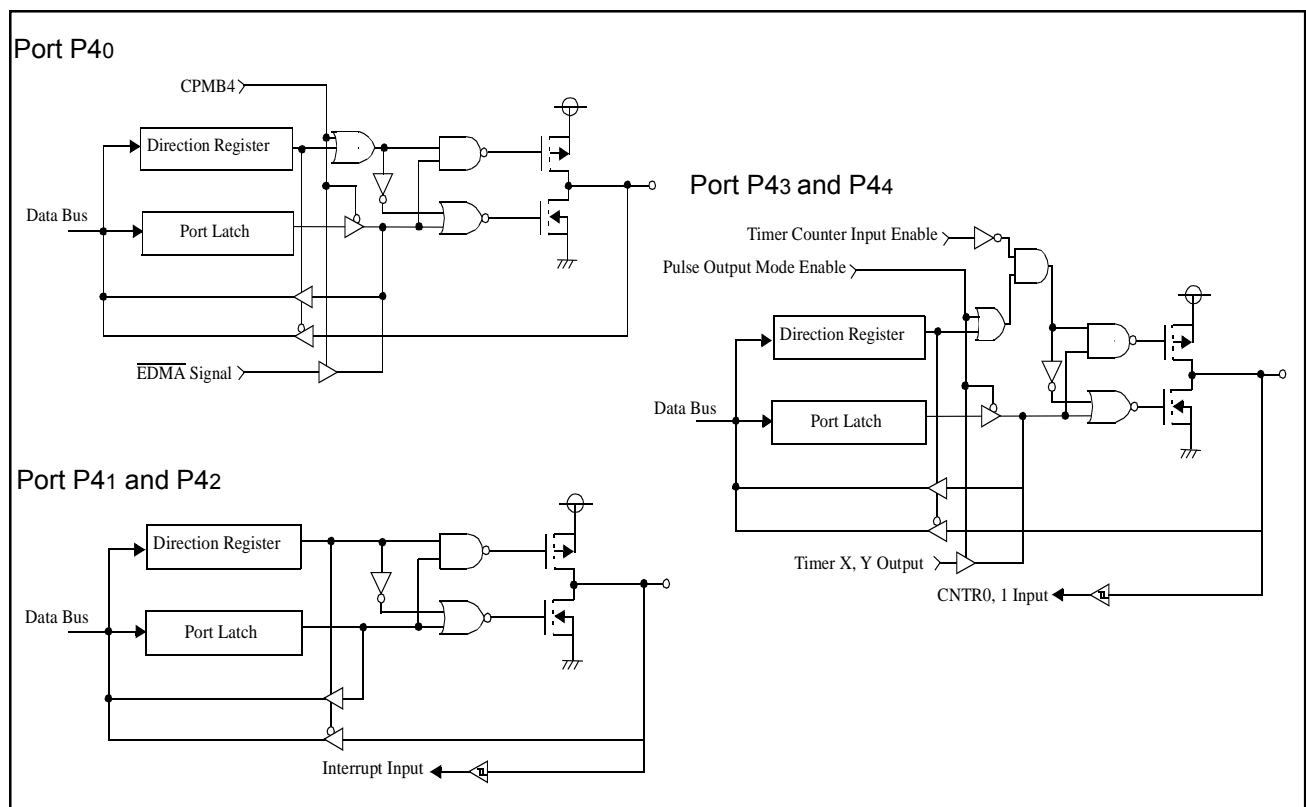 Port P40
CPMB4
Direction Register
Data Bus
Port Latch
EDMA Signal
Port P43 and P44
Timer Counter Input Enable
Pulse Output Mode Enable
Direction Register
Data Bus
Port Latch
Timer X, Y Output
CNTR0, 1 Input
Port P41 and P42
Direction Register
Data Bus
Port Latch
Interrupt Input